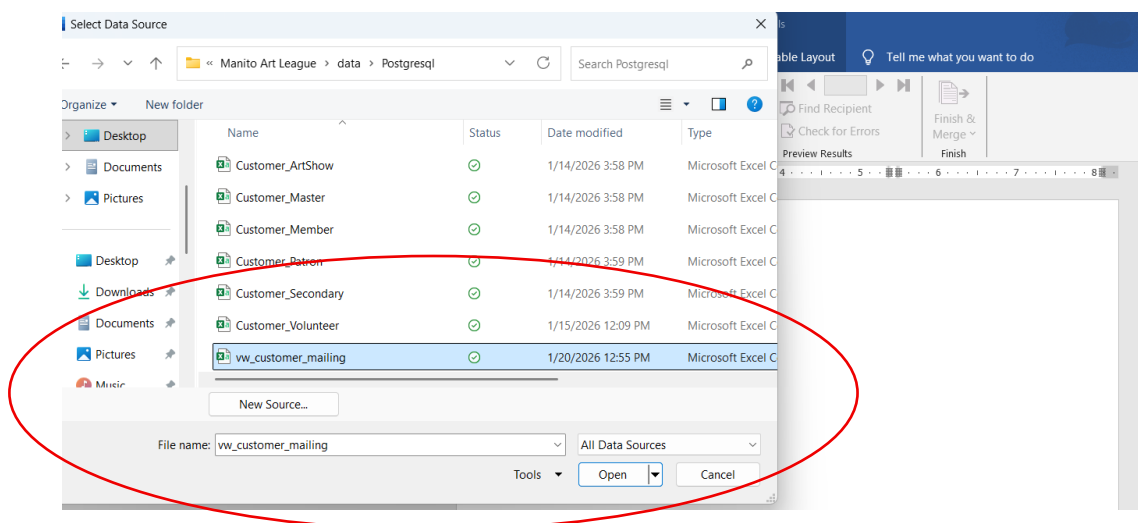 Select Data Source
« Manito Art League > data > Postgresql
Search Postgresql
Organize
New folder
Desktop
Documents
Pictures
Desktop
Downloads
Documents
Pictures
Music
Name Status Date modified Type
Customer_ArtShow 1/14/2026 3:58 PM Microsoft Excel C
Customer_Master 1/14/2026 3:58 PM Microsoft Excel C
Customer_Member 1/14/2026 3:58 PM Microsoft Excel C
Customer_Patron 1/14/2026 3:59 PM Microsoft Excel C
Customer_Secondary 1/14/2026 3:59 PM Microsoft Excel C
Customer_Volunteer 1/15/2026 12:09 PM Microsoft Excel C
vw_customer_mailing 1/20/2026 12:55 PM Microsoft Excel C
New Source...
File name: vw_customer_mailing
All Data Sources
Tools
Open
Cancel
ls
able Layout
Tell me what you want to do
Find Recipient
Check for Errors
Preview Results
Finish &
Merge
Finish
4 5 6 7 8